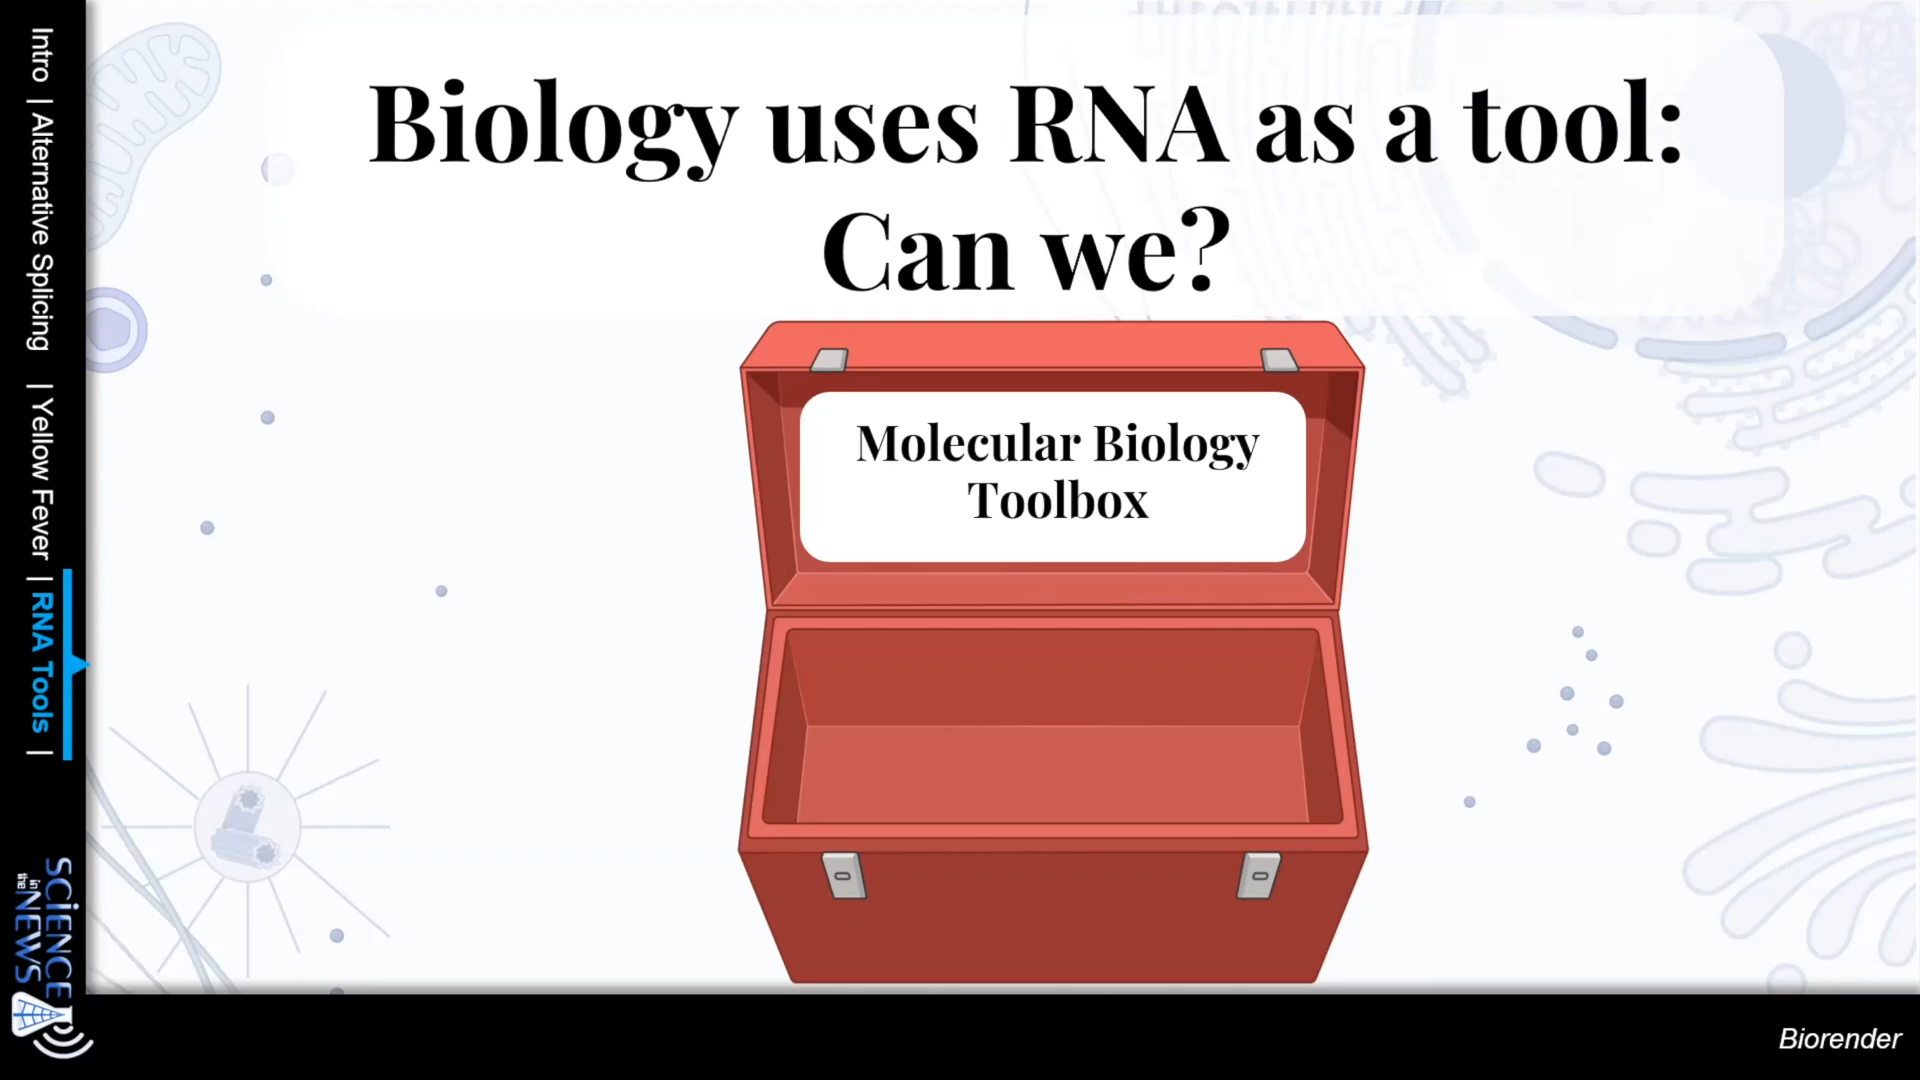 Biology uses RNA as a tool:
Can we?
Molecular Biology
Toolbox
Intro | Alternative Splicing | Yellow Fever | RNA Tools |
SCiENCE
in the NEWS
Biorender